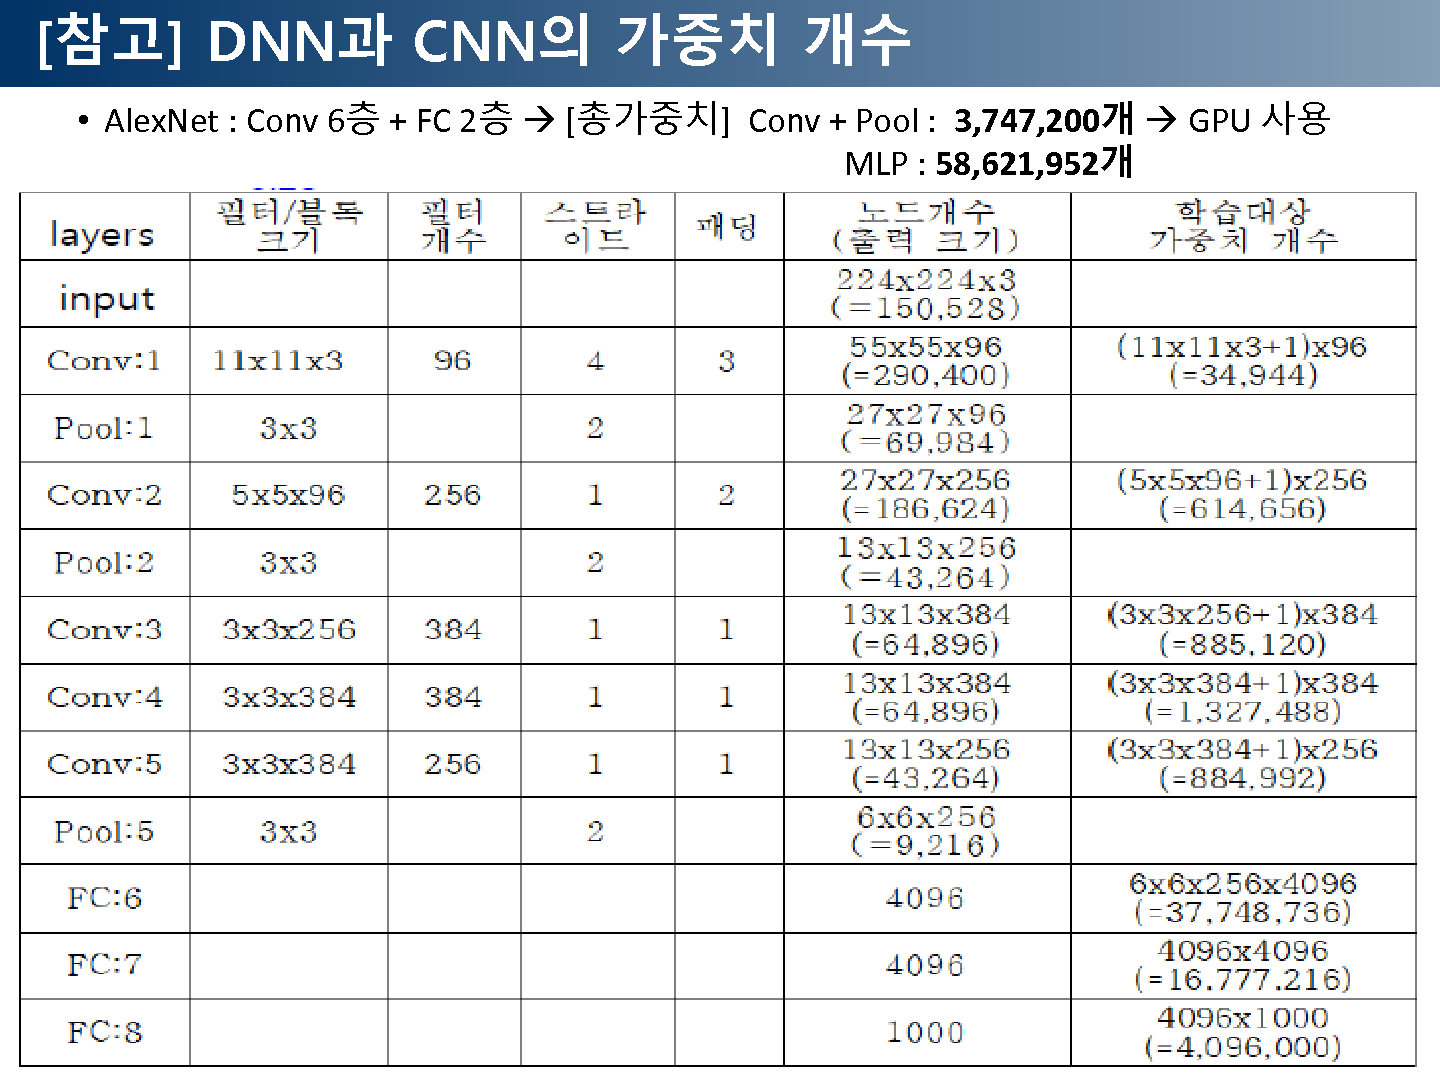 [참고] DNN과 CNN의 가중치 개수
• AlexNet : Conv 6층 + FC 2층 → [총가중치] Conv + Pool : 3,747,200개 → GPU 사용
MLP : 58,621,952개
layers 필터/블록 크기 필터 개수 스트라이드 패딩 노드개수 (출력 크기) 학습대상 가중치 개수
input 224x224x3 (=150,528)
Conv:1 11x11x3 96 4 3 55x55x96 (=290,400) (11x11x3+1)x96 (=34,944)
Pool:1 3x3 2 27x27x96 (=69,984)
Conv:2 5x5x96 256 1 2 27x27x256 (=186,624) (5x5x96+1)x256 (=614,656)
Pool:2 3x3 2 13x13x256 (=43,264)
Conv:3 3x3x256 384 1 1 13x13x384 (=64,896) (3x3x256+1)x384 (=885,120)
Conv:4 3x3x384 384 1 1 13x13x384 (=64,896) (3x3x384+1)x384 (=1,327,488)
Conv:5 3x3x384 256 1 1 13x13x256 (=43,264) (3x3x384+1)x256 (=884,992)
Pool:5 3x3 2 6x6x256 (=9,216)
FC:6 4096 6x6x256x4096 (=37,748,736)
FC:7 4096 4096x4096 (=16,777,216)
FC:8 1000 4096x1000 (=4,096,000)